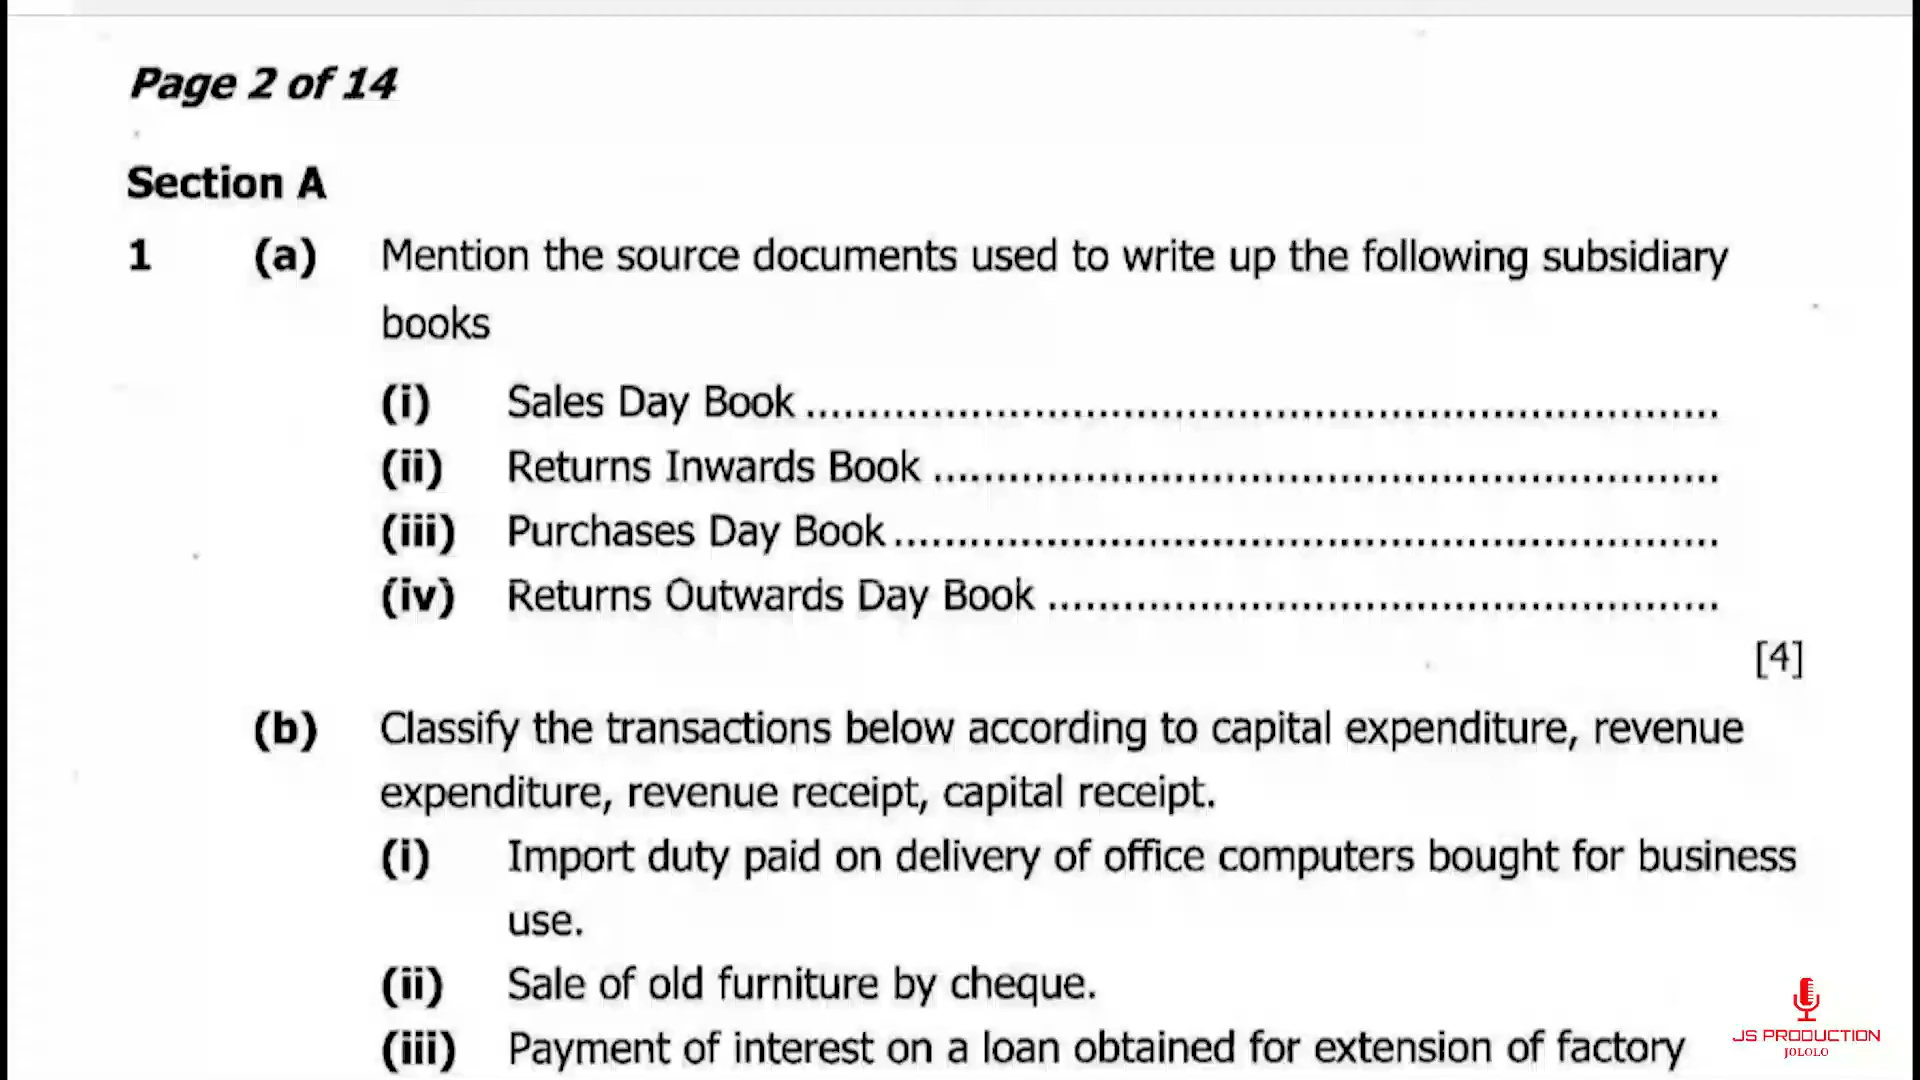 Page 2 of 14
Section A
1 (a) Mention the source documents used to write up the following subsidiary
books
(i) Sales Day Book ........................................................................
(ii) Returns Inwards Book ..............................................................
(iii) Purchases Day Book.................................................................
(iv) Returns Outwards Day Book .....................................................
[4]
(b) Classify the transactions below according to capital expenditure, revenue
expenditure, revenue receipt, capital receipt.
(i) Import duty paid on delivery of office computers bought for business
use.
(ii) Sale of old furniture by cheque.
(iii) Payment of interest on a loan obtained for extension of factory
JS PRODUCTION
JOLOLO